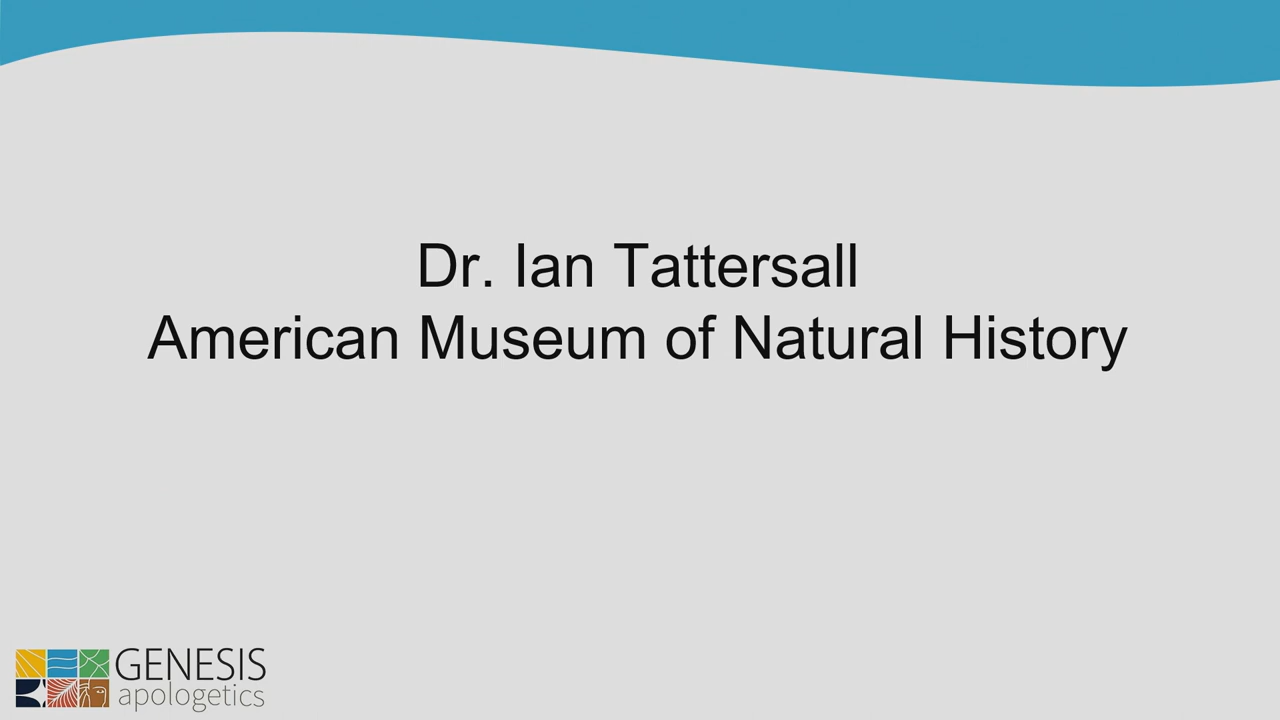 Dr. Ian Tattersall
American Museum of Natural History
GENESIS
apologetics